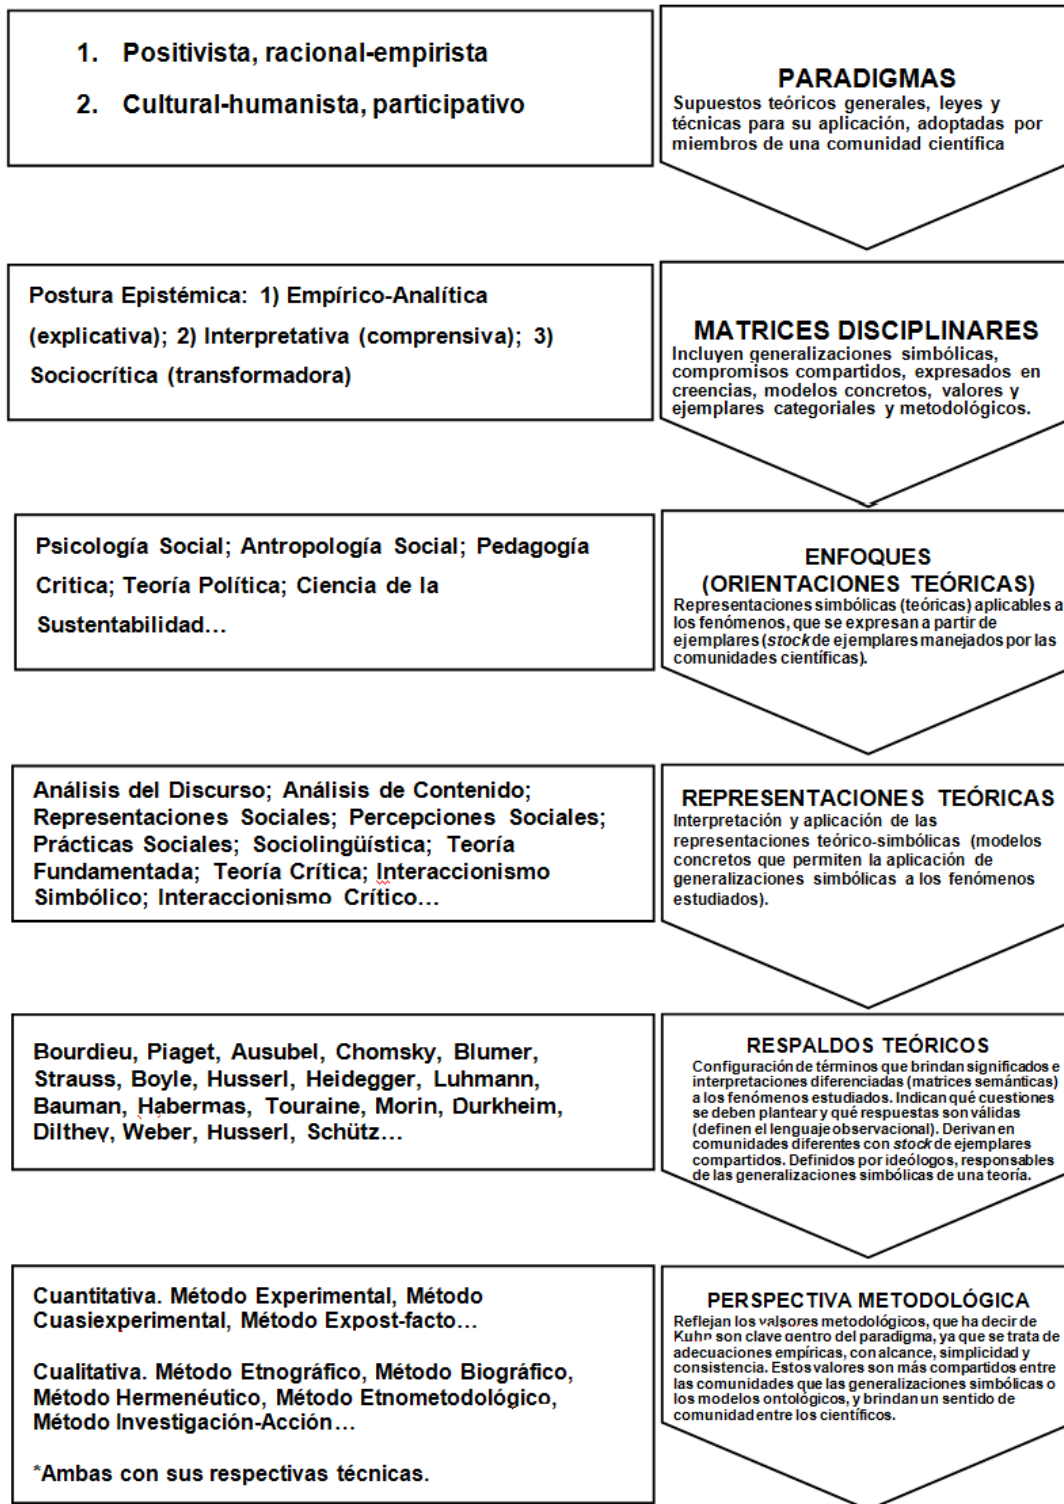 1. Positivista, racional-empirista
2. Cultural-humanista, participativo
PARADIGMAS
Supuestos teóricos generales, leyes y
técnicas para su aplicación, adoptadas por
miembros de una comunidad científica
Postura Epistémica: 1) Empírico-Analítica
(explicativa); 2) Interpretativa (comprensiva); 3)
Sociocrítica (transformadora)
MATRICES DISCIPLINARES
Incluyen generalizaciones simbólicas,
compromisos compartidos, expresados en
creencias, modelos concretos, valores y
ejemplares categoriales y metodológicos.
Psicología Social; Antropología Social; Pedagogía
Critica; Teoría Política; Ciencia de la
Sustentabilidad...
ENFOQUES
(ORIENTACIONES TEÓRICAS)
Representaciones simbólicas (teóricas) aplicables a
los fenómenos, que se expresan a partir de
ejemplares (stock de ejemplares manejados por las
comunidades científicas).
Análisis del Discurso; Análisis de Contenido;
Representaciones Sociales; Percepciones Sociales;
Prácticas Sociales; Sociolingüística; Teoría
Fundamentada; Teoría Crítica; Interaccionismo
Simbólico; Interaccionismo Crítico...
REPRESENTACIONES TEÓRICAS
Interpretación y aplicación de las
representaciones teórico-simbólicas (modelos
concretos que permiten la aplicación de
generalizaciones simbólicas a los fenómenos
estudiados).
Bourdieu, Piaget, Ausubel, Chomsky, Blumer,
Strauss, Boyle, Husserl, Heidegger, Luhmann,
Bauman, Habermas, Touraine, Morin, Durkheim,
Dilthey, Weber, Husserl, Schütz...
RESPALDOS TEÓRICOS
Configuración de términos que brindan significados e
interpretaciones diferenciadas (matrices semánticas)
a los fenómenos estudiados. Indican qué cuestiones
se deben plantear y qué respuestas son válidas
(definen el lenguaje observacional). Derivan en
comunidades diferentes con stock de ejemplares
compartidos. Definidos por ideólogos, responsables
de las generalizaciones simbólicas de una teoría.
Cuantitativa. Método Experimental, Método
Cuasiexperimental, Método Expost-facto...
Cualitativa. Método Etnográfico, Método Biográfico,
Método Hermenéutico, Método Etnometodológico,
Método Investigación-Acción...
*Ambas con sus respectivas técnicas.
PERSPECTIVA METODOLÓGICA
Reflejan los valsores metodológicos, que ha decir de
Kuhn son clave dentro del paradigma, ya que se trata de
adecuaciones empíricas, con alcance, simplicidad y
consistencia. Estos valores son más compartidos entre
las comunidades que las generalizaciones simbólicas o
los modelos ontológicos, y brindan un sentido de
comunidad entre los científicos.